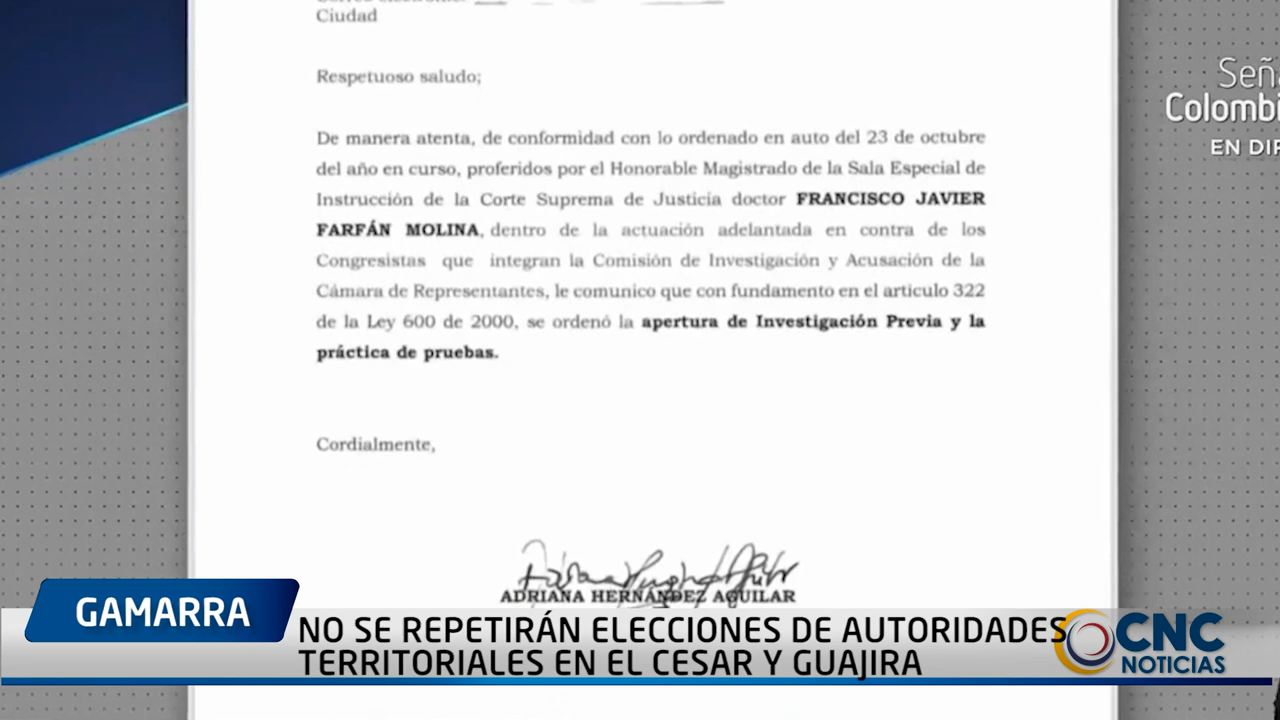 Ciudad
Respetuoso saludo;
De manera atenta, de conformidad con lo ordenado en auto del 23 de octubre
del año en curso, proferidos por el Honorable Magistrado de la Sala Especial de
Instrucción de la Corte Suprema de Justicia doctor FRANCISCO JAVIER
FARFÁN MOLINA, dentro de la actuación adelantada en contra de los
Congresistas que integran la Comisión de Investigación y Acusación de la
Cámara de Representantes, le comunico que con fundamento en el articulo 322
de la Ley 600 de 2000, se ordenó la apertura de Investigación Previa y la
práctica de pruebas.
Cordialmente,
ADRIANA HERNÁNDEZ AGUILAR
Seña
Colombi
EN DIR
GAMARRA
NO SE REPETIRÁN ELECCIONES DE AUTORIDADES
TERRITORIALES EN EL CESAR Y GUAJIRA
CNC
NOTICIAS